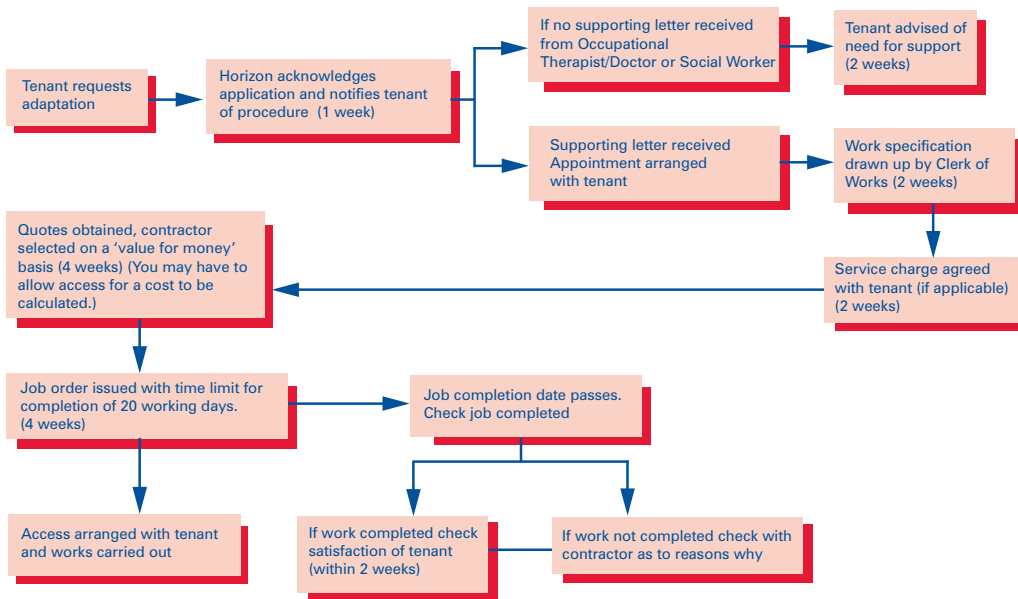 Tenant requests
adaptation
Horizon acknowledges
application and notifies tenant
of procedure  (1 week)
If no supporting letter received
from Occupational
Therapist/Doctor or Social Worker
Tenant advised of
need for support
(2 weeks)
Supporting letter received
Appointment arranged
with tenant
Work specification
drawn up by Clerk of
Works (2 weeks)
Service charge agreed
with tenant (if applicable)
(2 weeks)
Quotes obtained, contractor
selected on a ‘value for money’
basis (4 weeks) (You may have to
allow access for a cost to be
calculated.)
Job order issued with time limit for
completion of 20 working days.
(4 weeks)
Job completion date passes.
Check job completed
Access arranged with tenant
and works carried out
If work completed check
satisfaction of tenant
(within 2 weeks)
If work not completed check with
contractor as to reasons why